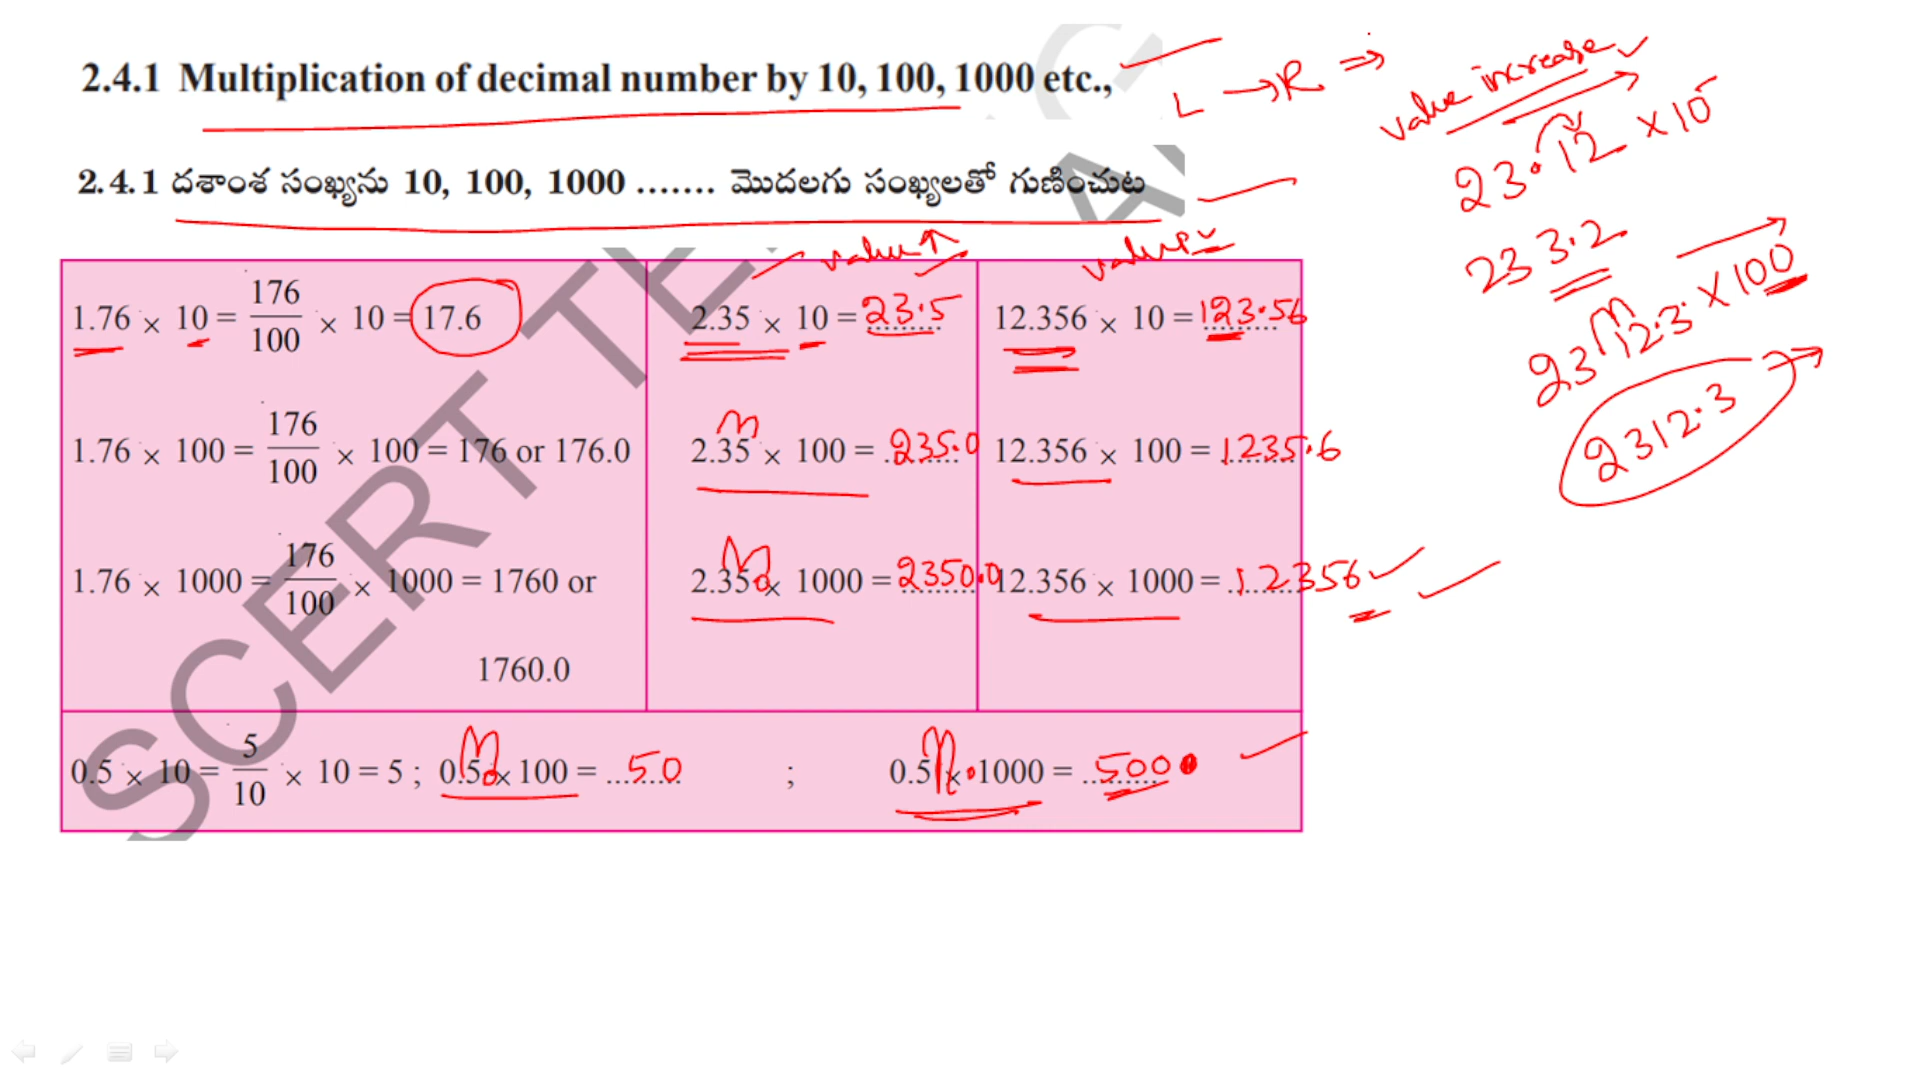 2.4.1 Multiplication of decimal number by 10, 100, 1000 etc.,
L → R ⇒ value increase
2.4.1 దశాంశ సంఖ్యను 10, 100, 1000 ....... మొదలగు సంఖ్యలతో గుణించుట
23.12 × 10
233.2
2312.3 × 100
2312.3
value ↑
value
1.76 × 10 = 176/100 × 10 = 17.6
2.35 × 10 = 23.5
12.356 × 10 = 123.56
1.76 × 100 = 176/100 × 100 = 176 or 176.0
2.35 × 100 = 235.0
12.356 × 100 = 1235.6
1.76 × 1000 = 176/100 × 1000 = 1760 or
1760.0
2.350 × 1000 = 2350.0
12.356 × 1000 = 12356
0.5 × 10 = 5/10 × 10 = 5 ; 0.50 × 100 = 50 ; 0.5 × 1000 = 500
SCERT TE